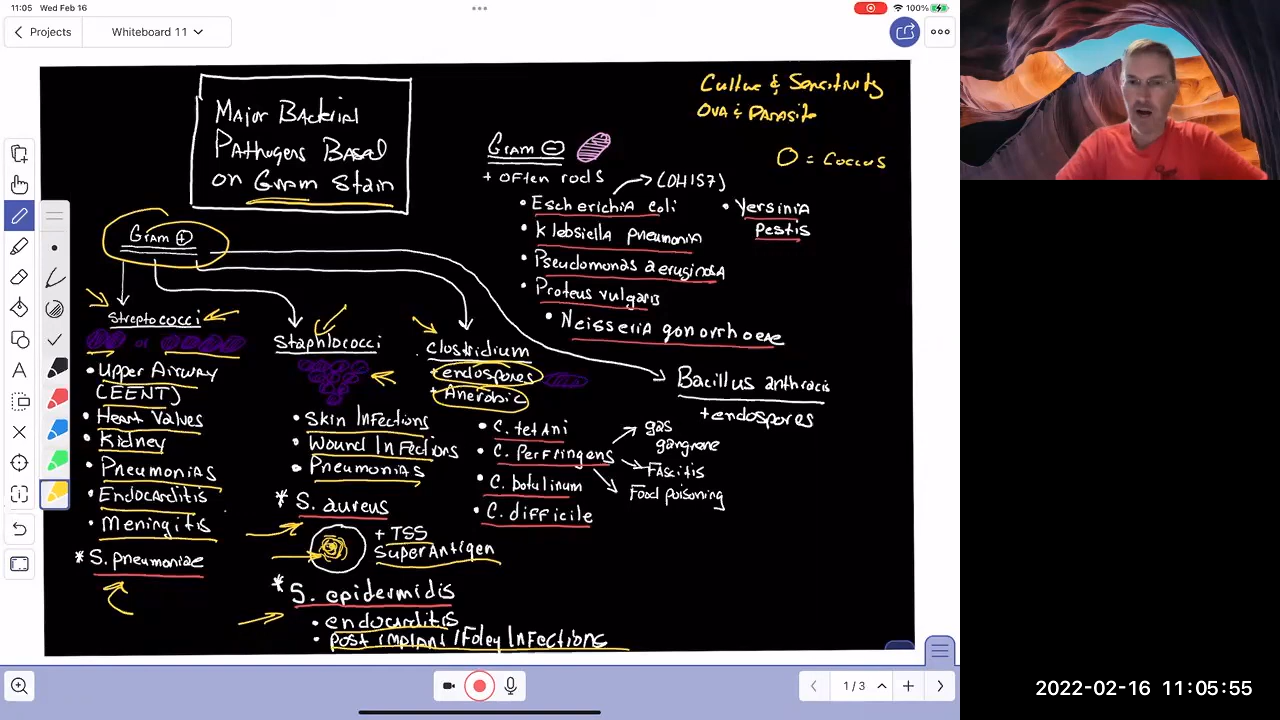 11:05 Wed Feb 16
100%
Projects
Whiteboard 11
Major Bacterial
Pathogens Based
on Gram Stain
Culture & Sensitivity
Ova & Parasite
O = Coccus
Gram ⊖
+ often rods
(OH157)
• Escherichia coli
• Klebsiella pneumonia
• Pseudomonas aeruginosa
• Proteus vulgaris
• Neisseria gonorrhoeae
• Yersinia
pestis
Gram ⊕
Streptococci
or
• Upper Airway
(EENT)
• Heart Valves
• Kidney
• Pneumonias
• Endocarditis
• Meningitis
* S. pneumoniae
Staphlococci
• Skin Infections
• Wound Infections
• Pneumonias
* S. aureus
+ TSS
SuperAntigen
* S. epidermidis
• endocarditis
• post implant/Foley Infections
Clostridium
+ endospores
+ Anerobic
• C. tetani
• C. perfringens
• C. botulinum
• C. difficile
gas
gangrene
Fascitis
Food poisoning
Bacillus anthracis
+ endospores
1/3
2022-02-16 11:05:55